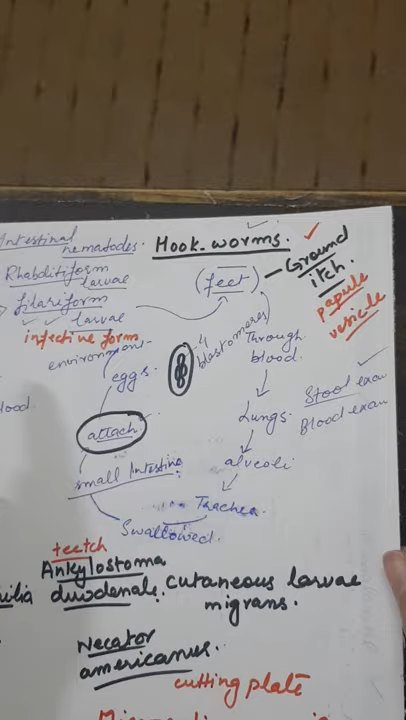 Intestinal
nematodes.
Hook-worms.
Rhabditiform
larvae
filariform
larvae
infective form
(feet)
Ground
itch.
papule
vesicle
environment
eggs.
4
blastomeres
Through
blood.
lood.
attach
Lungs.
Stool exam
Blood exam
small Intestine
alveoli
Trachea.
Swallowed.
teetch
Ankylostoma
duodenale.
cutaneous larvae
migrans.
Necator
americanus.
cutting plate